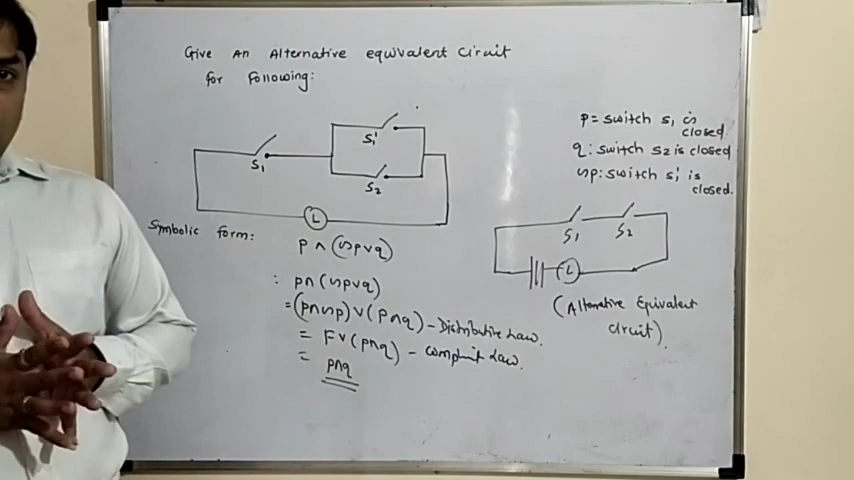 Give An Alternative equivalent Circuit
for following:
S₁
S₁'
S₂
L
p = switch s₁ is
closed
q: switch s2 is closed
~p: switch s₁' is
closed.
Symbolic form:
p ∧ (~p∨q)
: p∧(~p∨q)
=(p∧~p)∨(p∧q) – Distributive Law.
= F∨(p∧q) – complint Law.
= p∧q
S₁ S₂
L
(Alternative Equivalent
circuit).